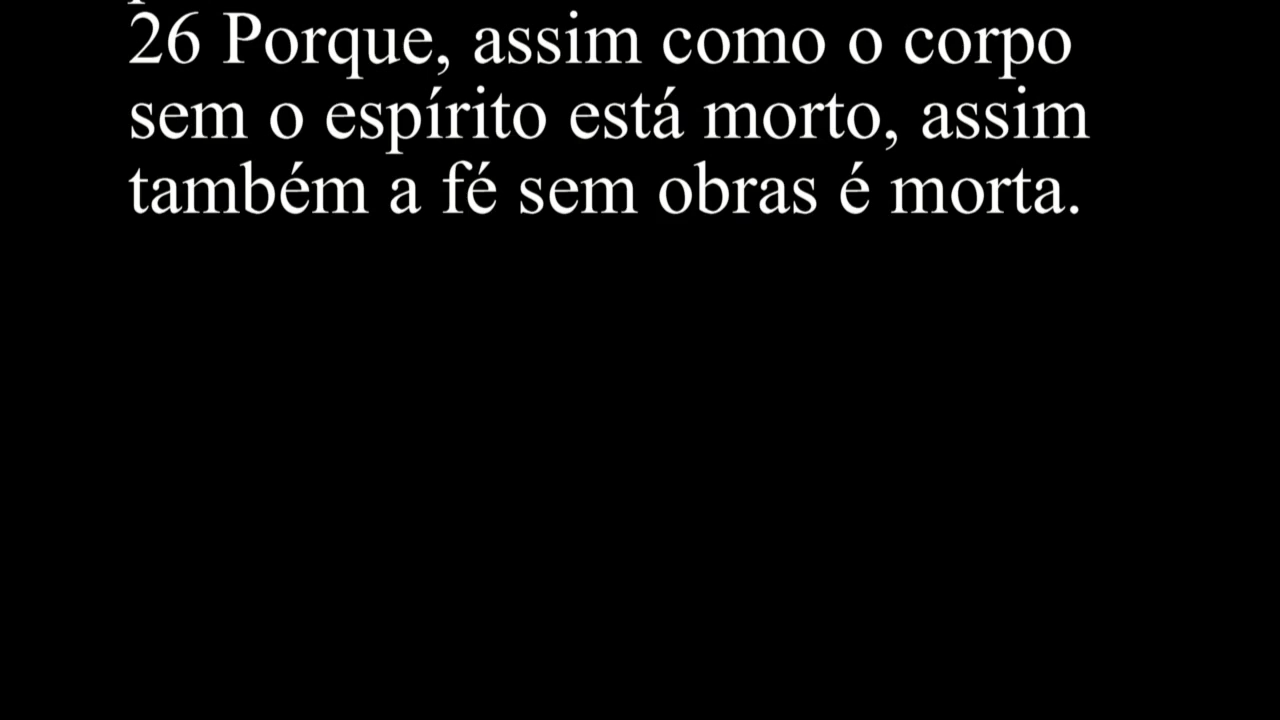 26 Porque, assim como o corpo
sem o espírito está morto, assim
também a fé sem obras é morta.